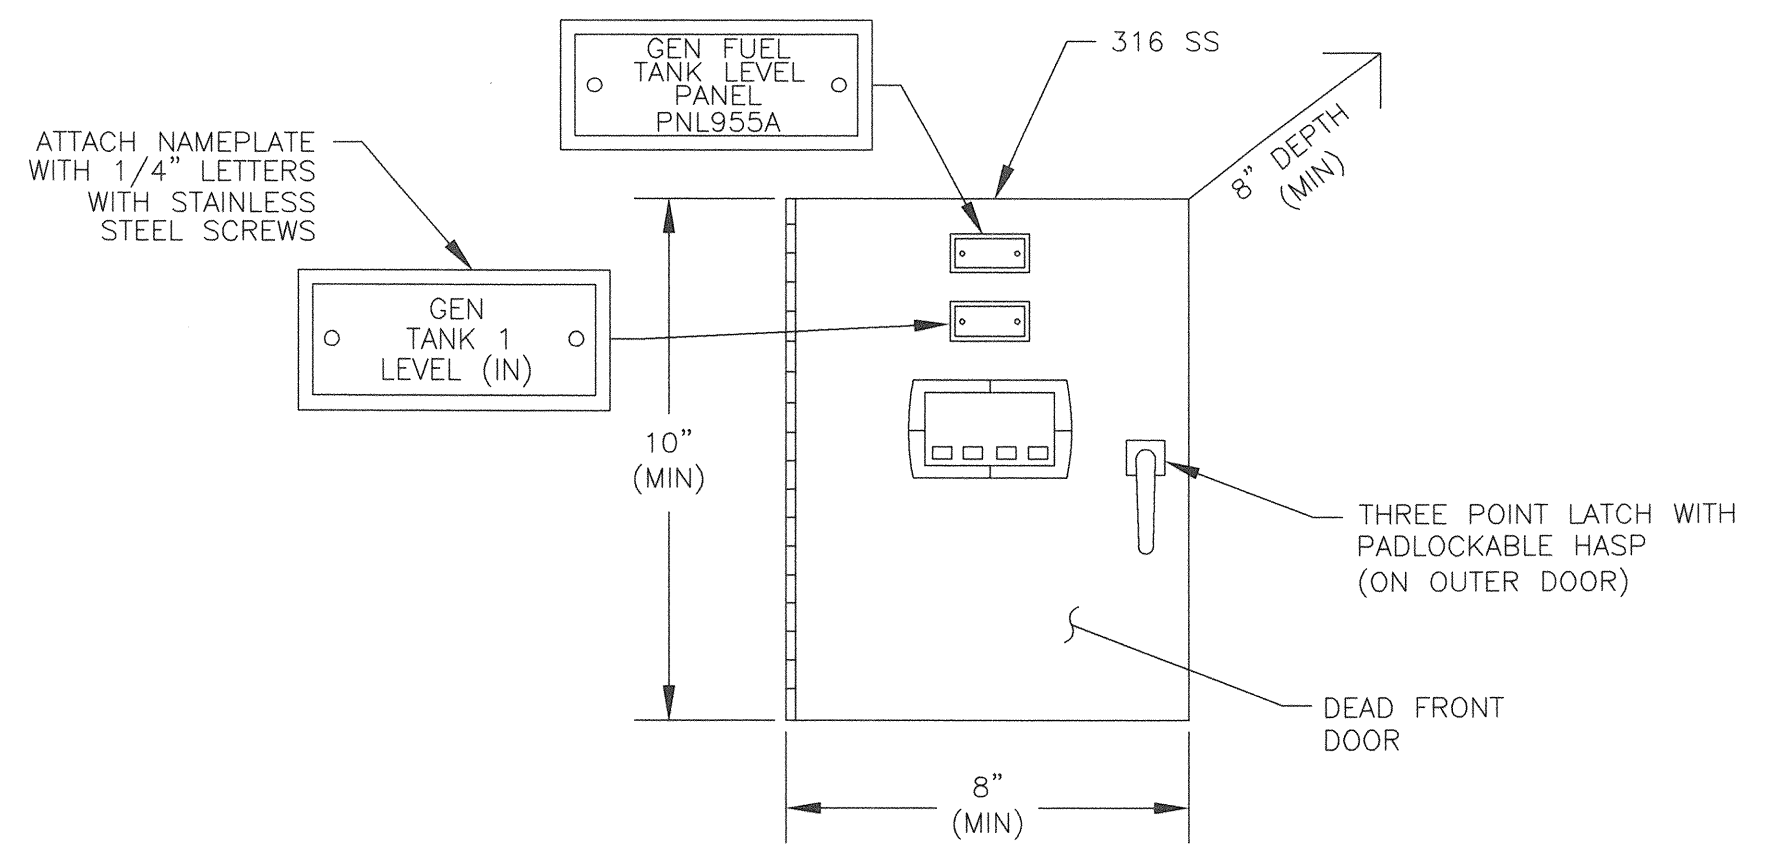 GEN FUEL
TANK LEVEL
PANEL
PNL955A
316 SS
8” DEPTH
(MIN)
ATTACH NAMEPLATE
WITH 1/4” LETTERS
WITH STAINLESS
STEEL SCREWS
GEN
TANK 1
LEVEL (IN)
10”
(MIN)
THREE POINT LATCH WITH
PADLOCKABLE HASP
(ON OUTER DOOR)
DEAD FRONT
DOOR
8”
(MIN)